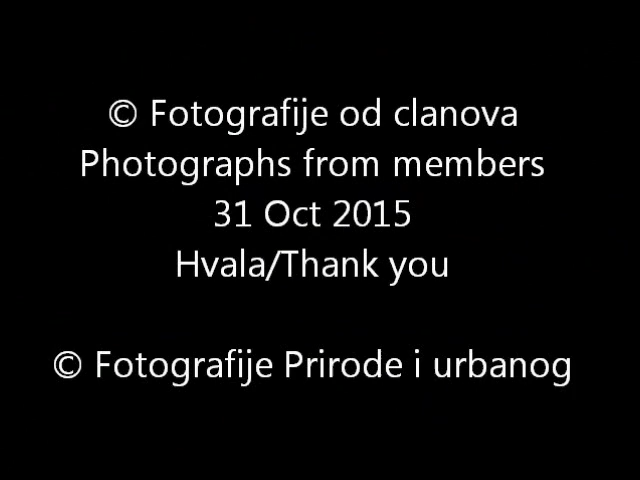 © Fotografije od clanova
Photographs from members
31 Oct 2015
Hvala/Thank you
© Fotografije Prirode i urbanog